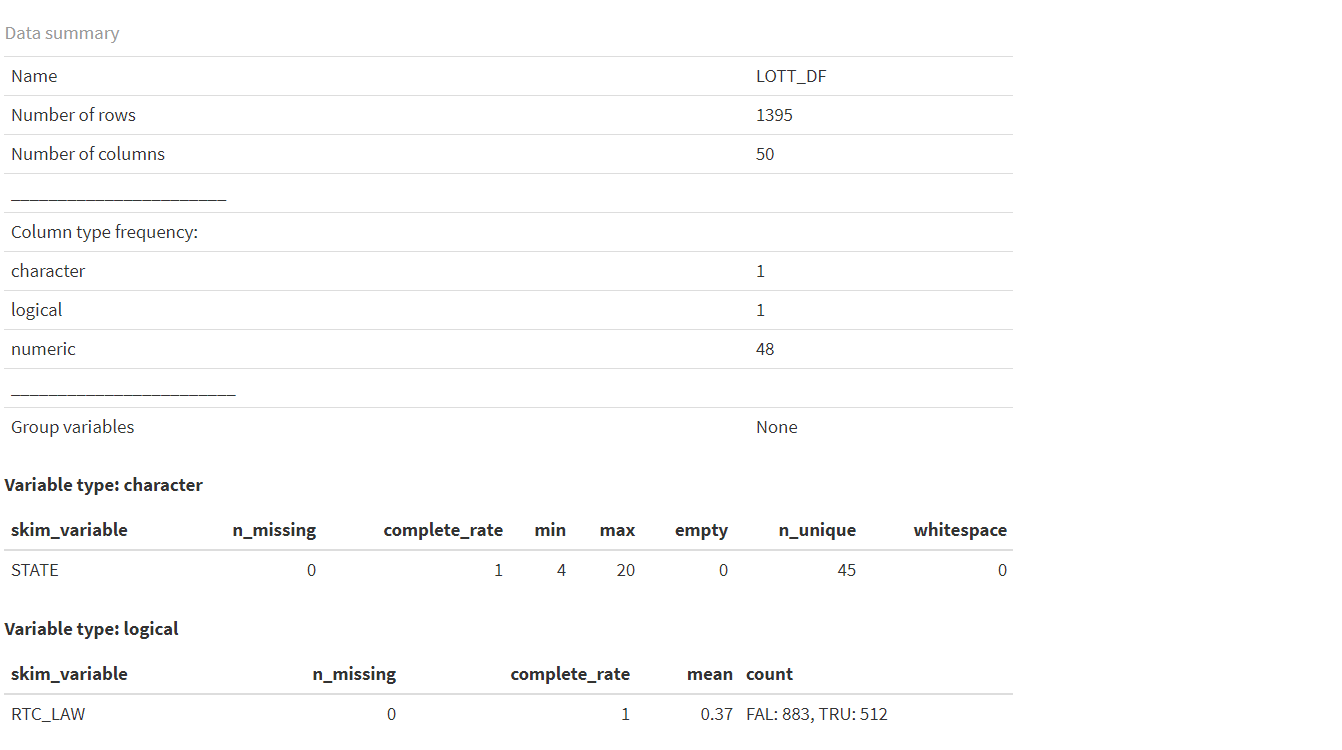 Data summary
Name LOTT_DF
Number of rows 1395
Number of columns 50
_______________________
Column type frequency:
character 1
logical 1
numeric 48
________________________
Group variables None
Variable type: character
skim_variable n_missing complete_rate min max empty n_unique whitespace
STATE 0 1 4 20 0 45 0
Variable type: logical
skim_variable n_missing complete_rate mean count
RTC_LAW 0 1 0.37 FAL: 883, TRU: 512